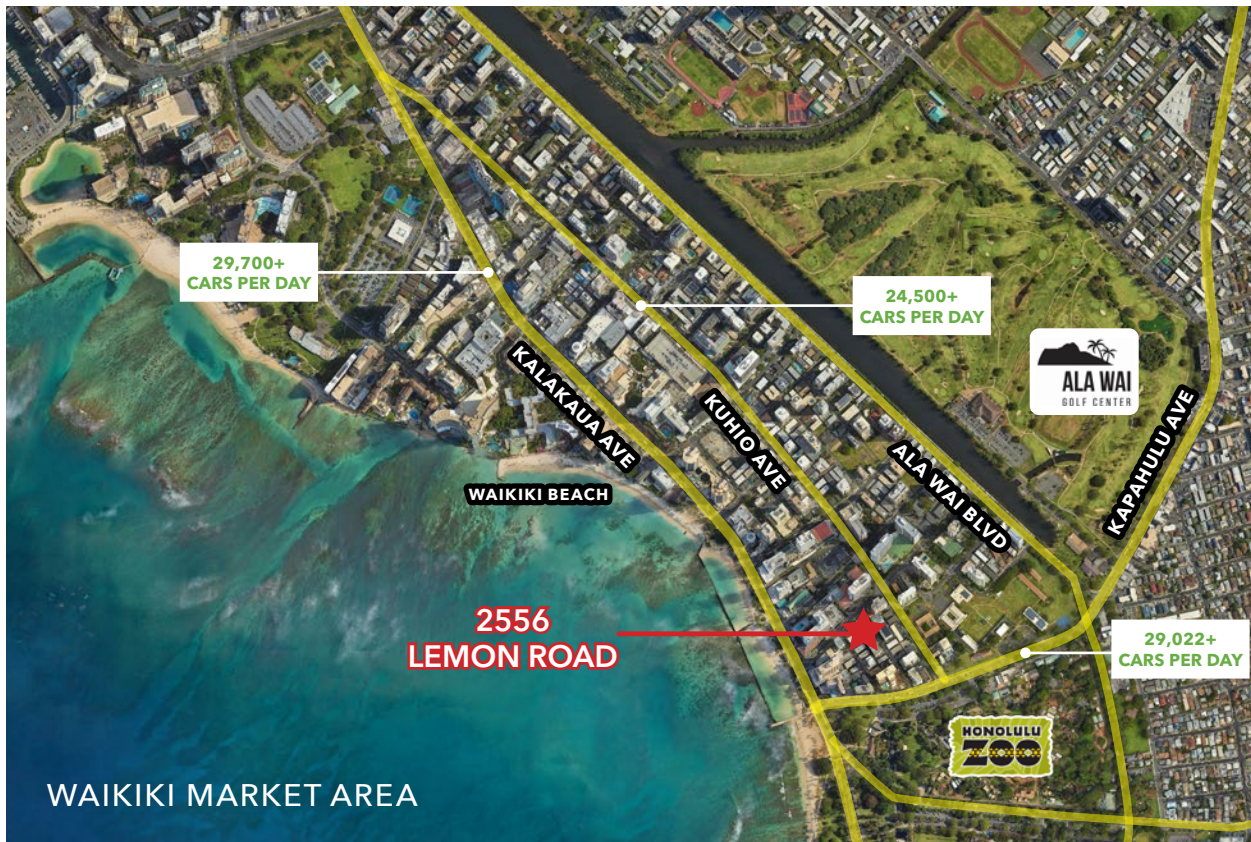 29,700+
CARS PER DAY
24,500+
CARS PER DAY
ALA WAI
GOLF CENTER
KALAKAUA AVE
KUHIO AVE
ALA WAI BLVD
KAPAHULU AVE
WAIKIKI BEACH
2556
LEMON ROAD
29,022+
CARS PER DAY
HONOLULU
ZOO
WAIKIKI MARKET AREA